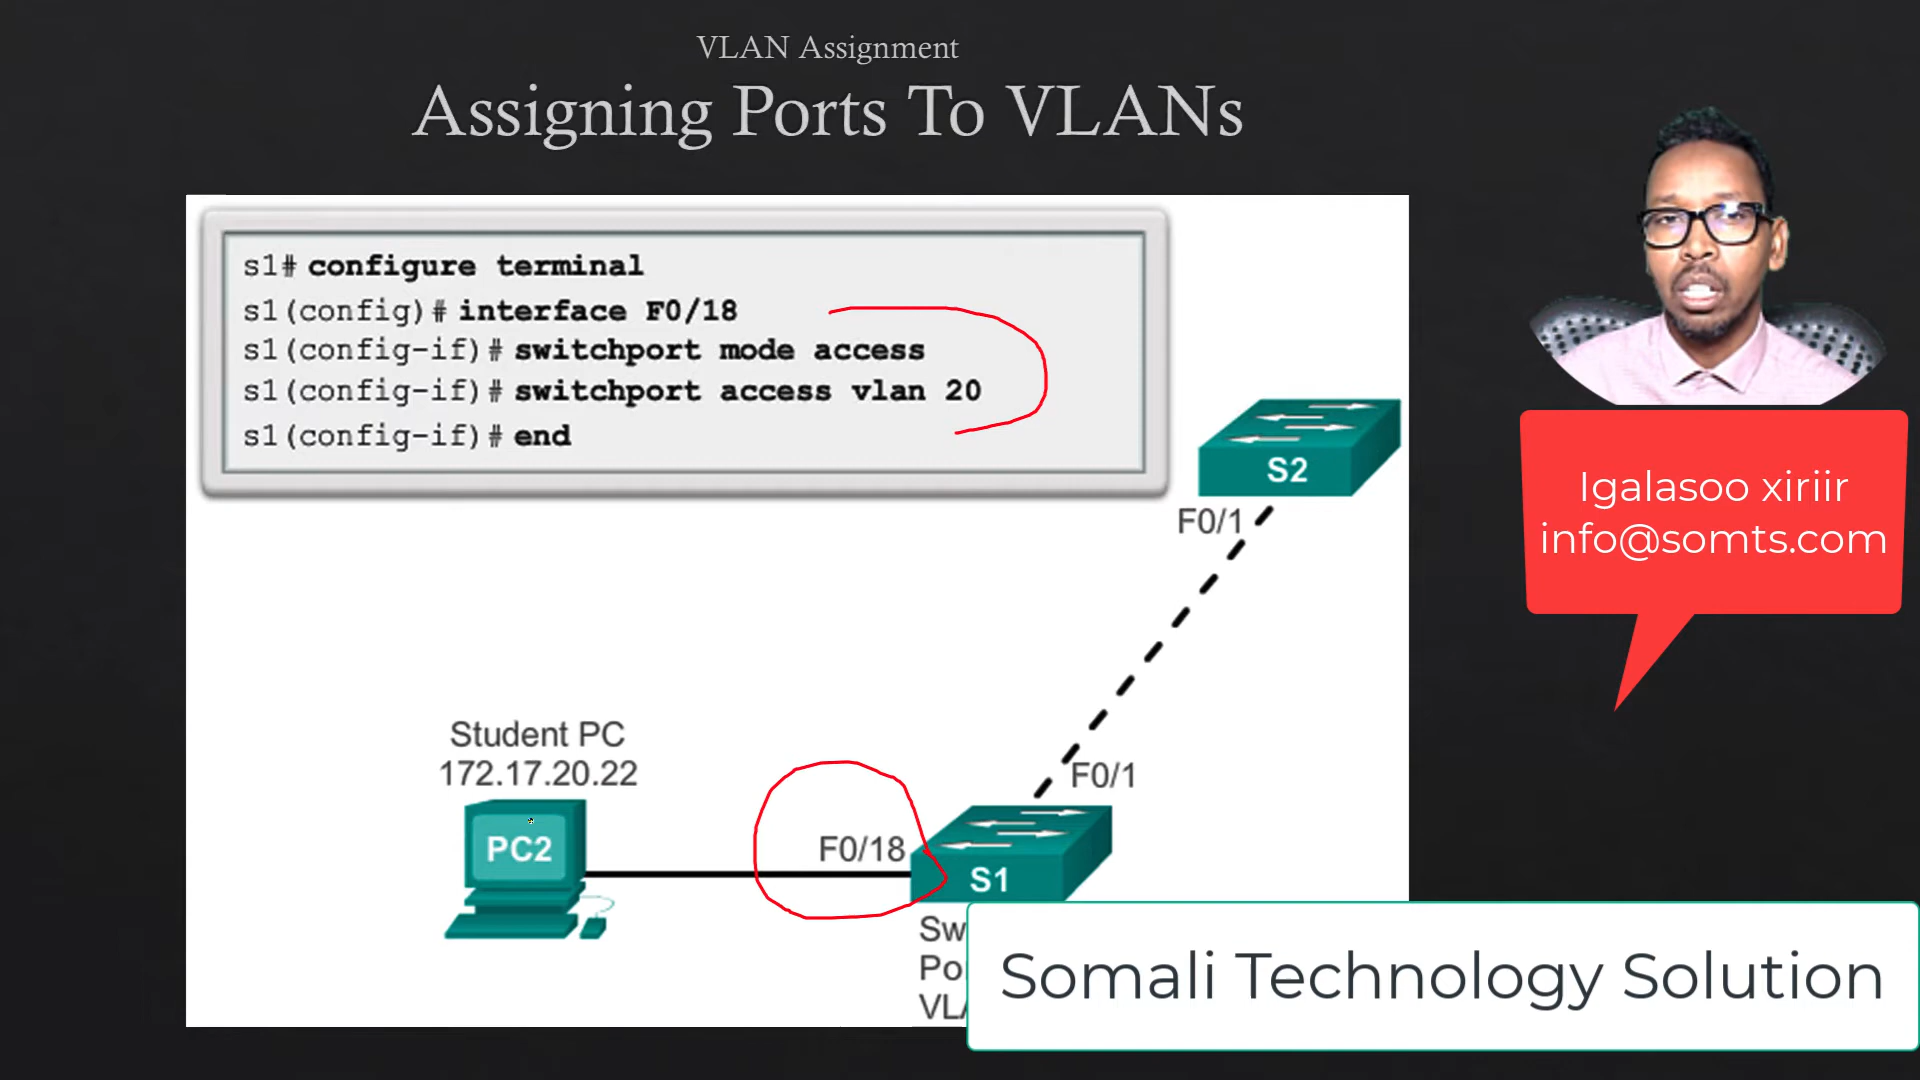 VLAN Assignment
Assigning Ports To VLANs
s1# configure terminal
s1(config)# interface F0/18
s1(config-if)# switchport mode access
s1(config-if)# switchport access vlan 20
s1(config-if)# end
S2
F0/1
Igalasoo xiriir
info@somts.com
Student PC
172.17.20.22
F0/1
PC2
F0/18
S1
Somali Technology Solution